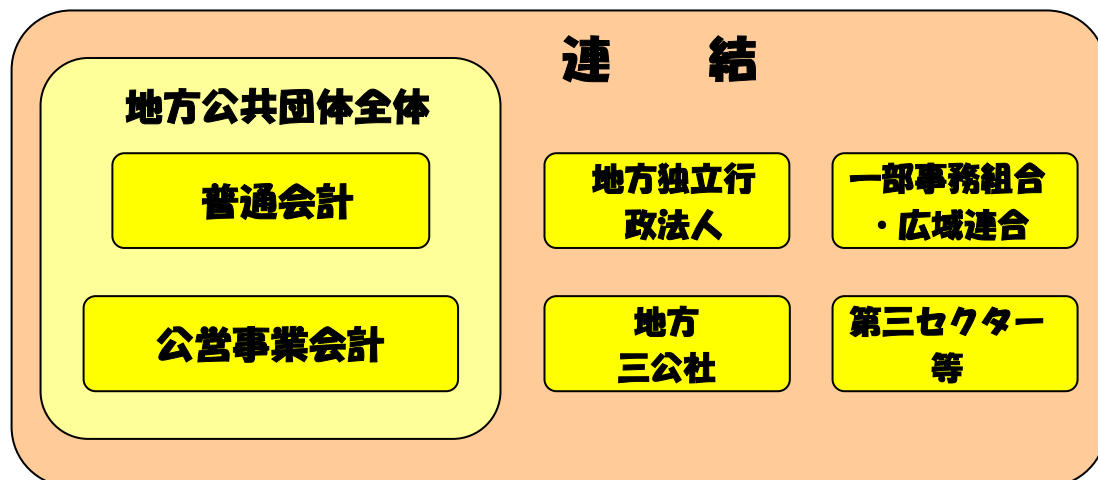 連 結
地方公共団体全体
普通会計
公営事業会計
地方独立行
政法人
一部事務組合
・広域連合
地方
三公社
第三セクター
等